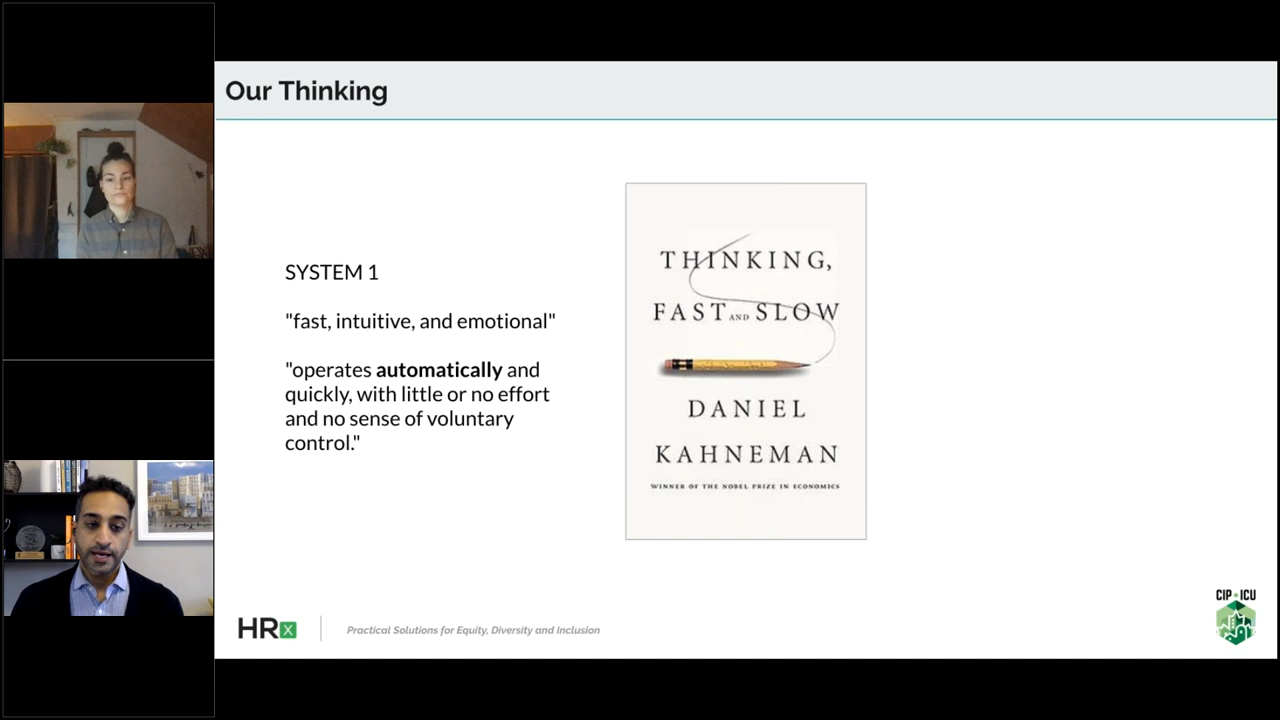 Our Thinking
SYSTEM 1
"fast, intuitive, and emotional"
"operates automatically and
quickly, with little or no effort
and no sense of voluntary
control."
THINKING,
FAST AND SLOW
DANIEL
KAHNEMAN
WINNER OF THE NOBEL PRIZE IN ECONOMICS
HRX
Practical Solutions for Equity, Diversity and Inclusion
CIP ICU